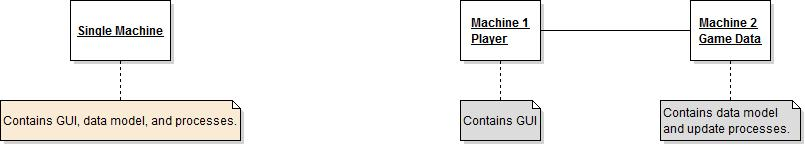 Single Machine
Machine 1
Player
Machine 2
Game Data
Contains GUI, data model, and processes.
Contains GUI
Contains data model
and update processes.